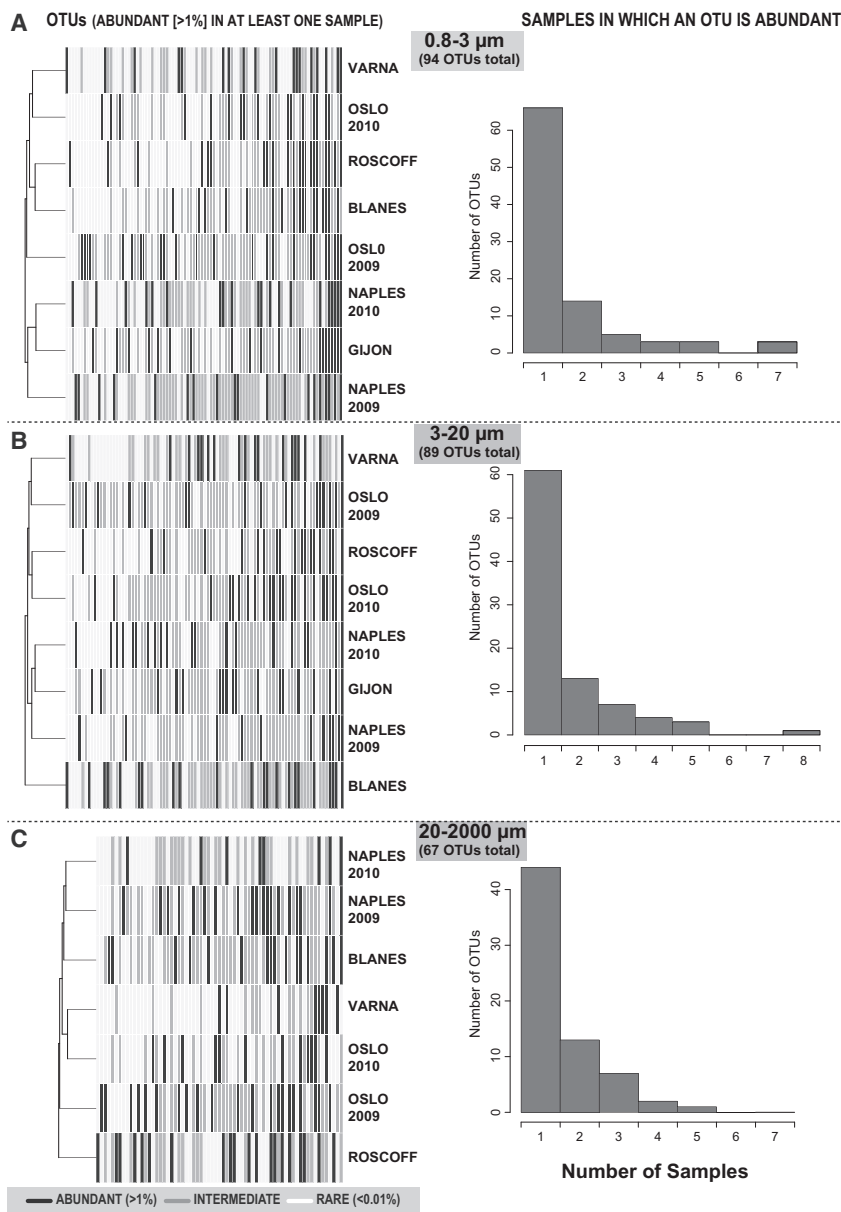 A
OTUs (ABUNDANT [>1%] IN AT LEAST ONE SAMPLE)
SAMPLES IN WHICH AN OTU IS ABUNDANT
0.8-3 µm
(94 OTUs total)
VARNA
OSLO
2010
ROSCOFF
BLANES
OSL0
2009
NAPLES
2010
GIJON
NAPLES
2009
Number of OTUs
0
10
20
30
40
50
60
1 2 3 4 5 6 7
B
3-20 µm
(89 OTUs total)
VARNA
OSLO
2009
ROSCOFF
OSLO
2010
NAPLES
2010
GIJON
NAPLES
2009
BLANES
Number of OTUs
0
10
20
30
40
50
60
1 2 3 4 5 6 7 8
C
20-2000 µm
(67 OTUs total)
NAPLES
2010
NAPLES
2009
BLANES
VARNA
OSLO
2010
OSLO
2009
ROSCOFF
Number of OTUs
0
10
20
30
40
1 2 3 4 5 6 7
Number of Samples
ABUNDANT (>1%) INTERMEDIATE RARE (<0.01%)